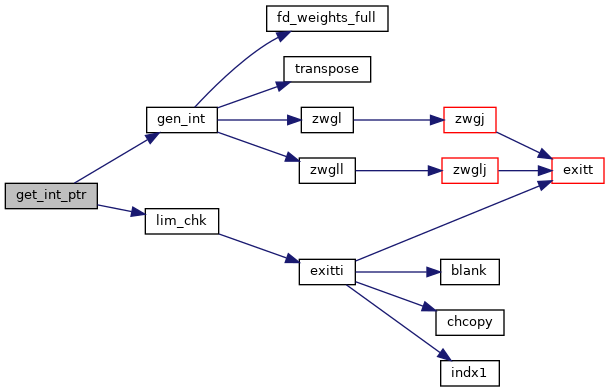 fd_weights_full
transpose
gen_int
zwgl
zwgj
zwgll
zwglj
exitt
get_int_ptr
lim_chk
exitti
blank
chcopy
indx1